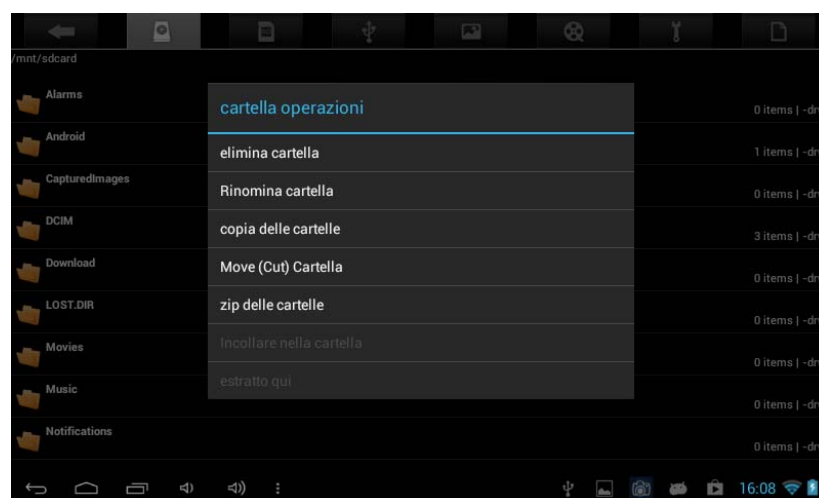 /mnt/sdcard
Alarms
0 items | -dr
Android
1 items | -dr
CapturedImages
0 items | -dr
DCIM
3 items | -dr
Download
0 items | -dr
LOST.DIR
0 items | -dr
Movies
0 items | -dr
Music
0 items | -dr
Notifications
0 items | -dr
cartella operazioni
elimina cartella
Rinomina cartella
copia delle cartelle
Move (Cut) Cartella
zip delle cartelle
Incollare nella cartella
estratto qui
16:08